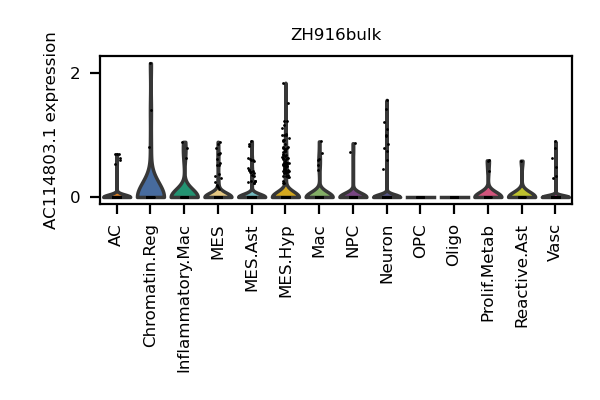 ZH916bulk
AC114803.1 expression
2
0
AC
Chromatin.Reg
Inflammatory.Mac
MES
MES.Ast
MES.Hyp
Mac
NPC
Neuron
OPC
Oligo
Prolif.Metab
Reactive.Ast
Vasc